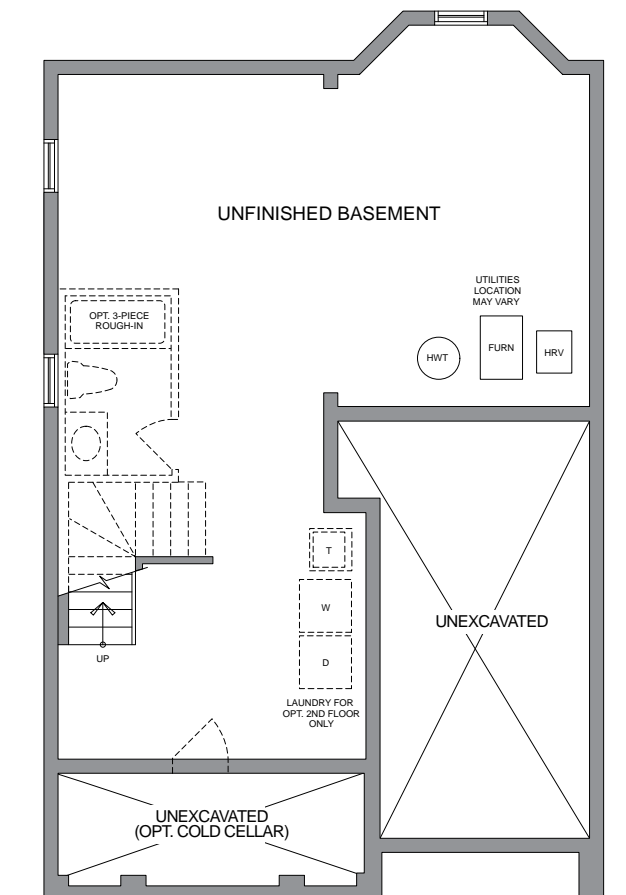 UNFINISHED BASEMENT
UTILITIES
LOCATION
MAY VARY
OPT. 3-PIECE
ROUGH-IN
HWT
FURN
HRV
T
W
D
UNEXCAVATED
UP
LAUNDRY FOR
OPT. 2ND FLOOR
ONLY
UNEXCAVATED
(OPT. COLD CELLAR)